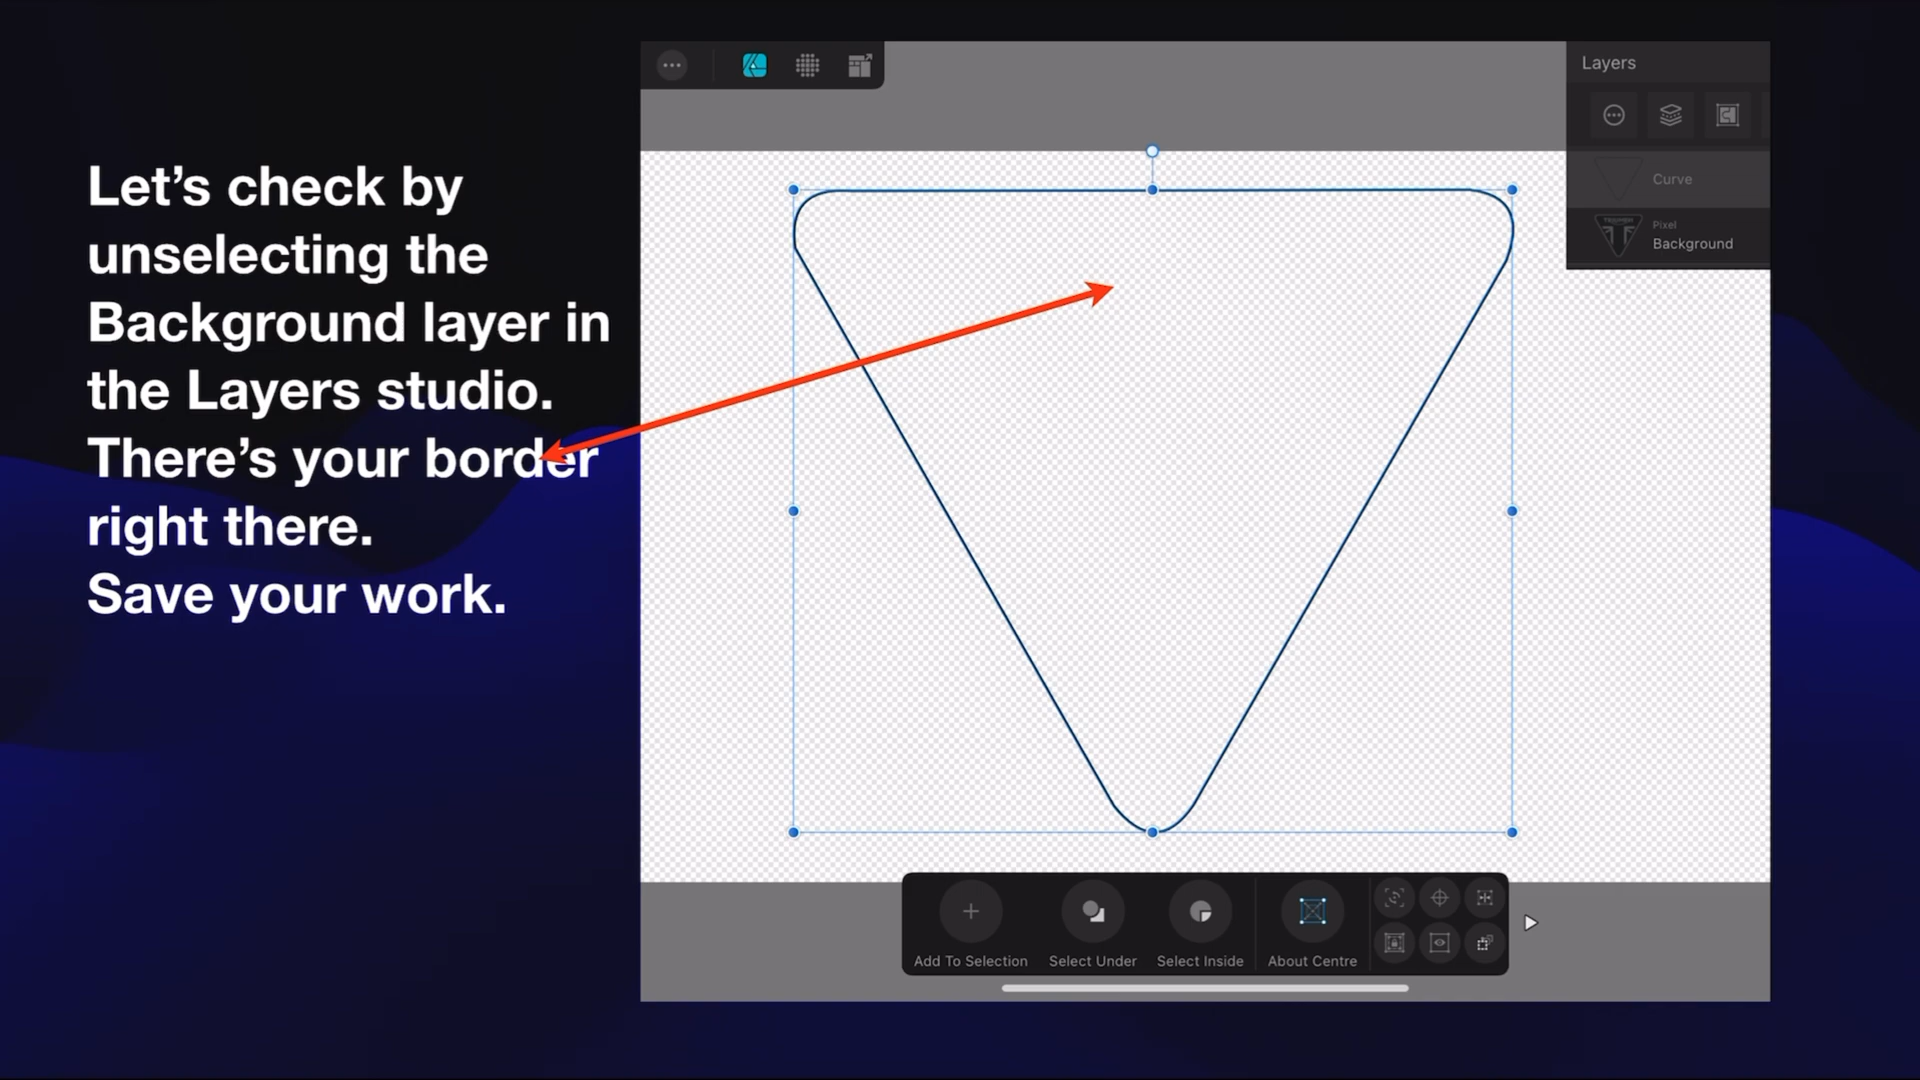 Let's check by
unselecting the
Background layer in
the Layers studio.
There's your border
right there.
Save your work.
Layers
Curve
Pixel
Background
Add To Selection
Select Under
Select Inside
About Centre